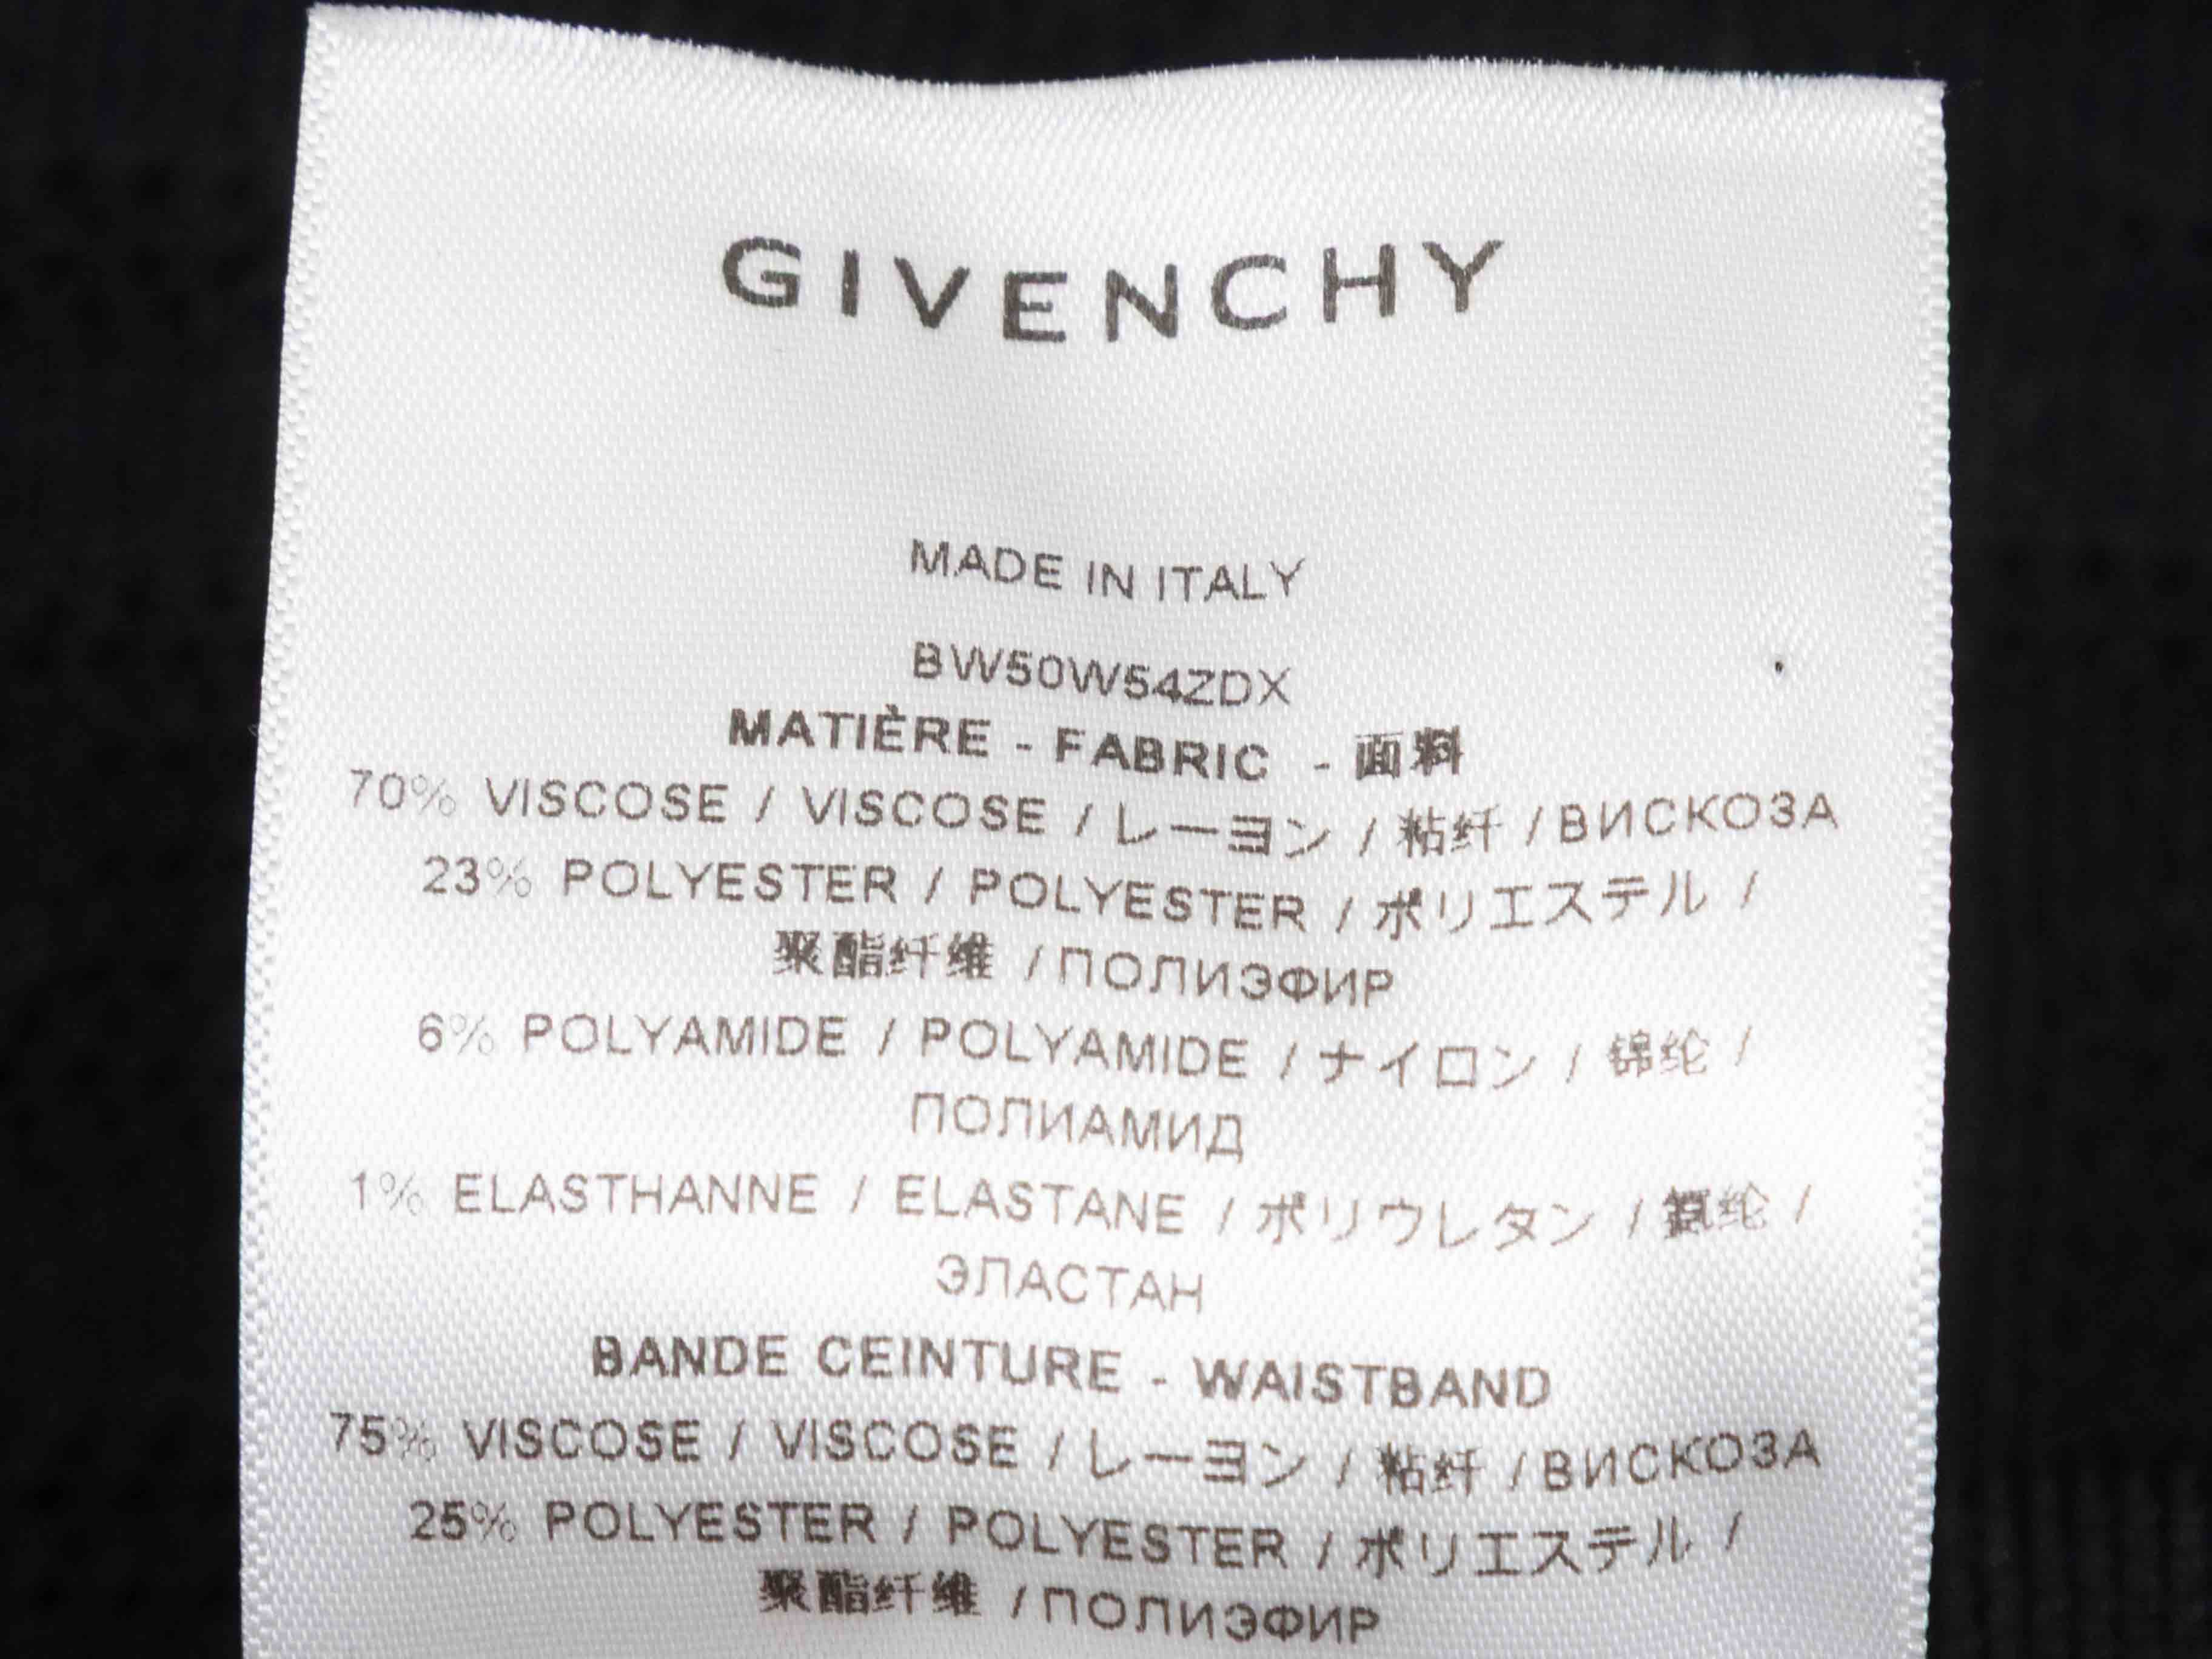 GIVENCHY
MADE IN ITALY
BW50W54ZDX
MATIÈRE - FABRIC - 面料
70% VISCOSE / VISCOSE / レーヨン / 粘纤 / ВИСКОЗА
23% POLYESTER / POLYESTER / ポリエステル /
聚酯纤维 / ПОЛИЭФИР
6% POLYAMIDE / POLYAMIDE / ナイロン / 锦纶 /
ПОЛИАМИД
1% ELASTHANNE / ELASTANE / ポリウレタン / 氨纶 /
ЭЛАСТАН
BANDE CEINTURE - WAISTBAND
75% VISCOSE / VISCOSE / レーヨン / 粘纤 / ВИСКОЗА
25% POLYESTER / POLYESTER / ポリエステル /
聚酯纤维 / ПОЛИЭФИР